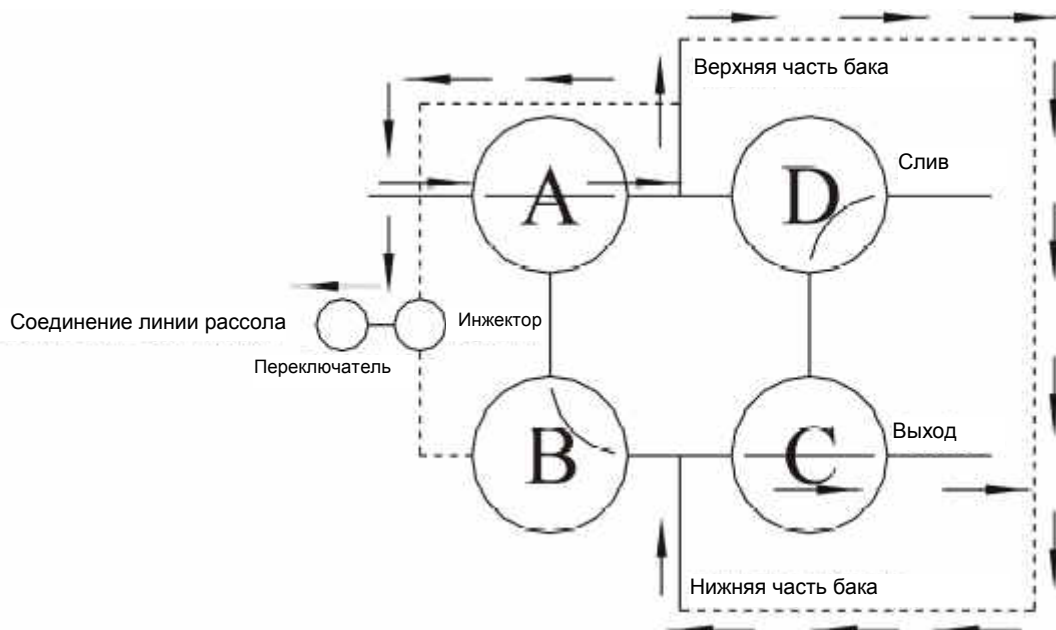 Верхняя часть бака
A
D
Слив
Соединение линии рассола
Инжектор
Переключатель
B
C
Выход
Нижняя часть бака